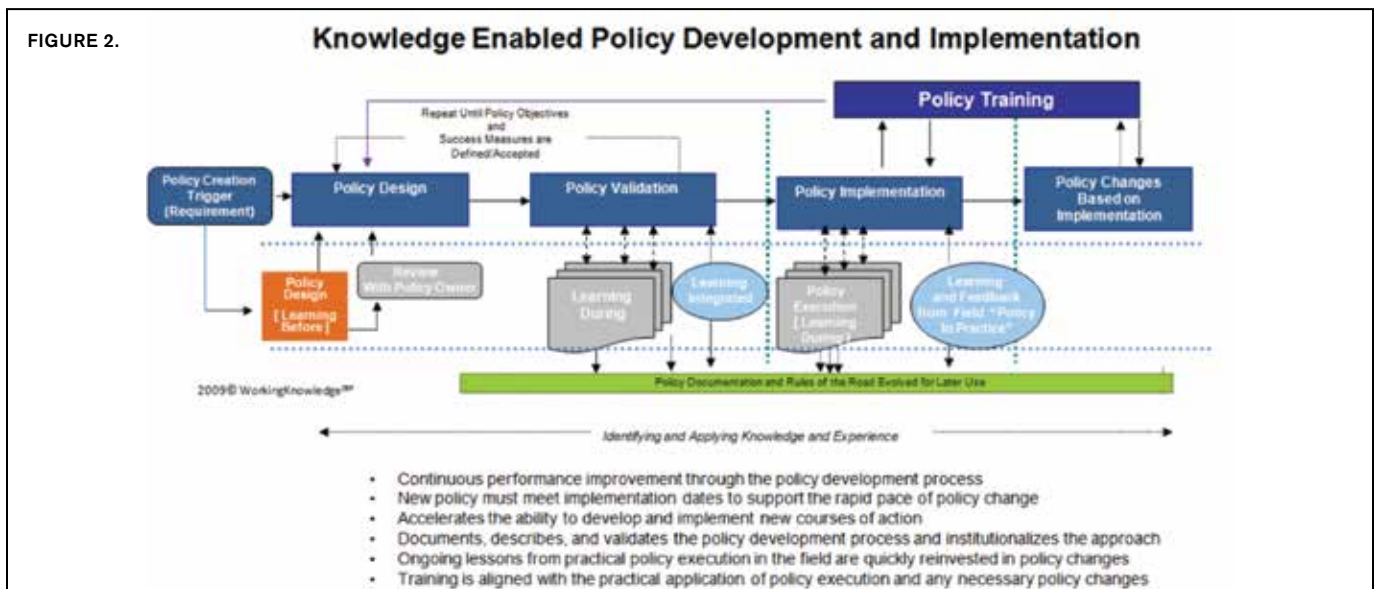 FIGURE 2.
Knowledge Enabled Policy Development and Implementation
Policy Training
Repeat Until Policy Objectives
and
Success Measures are
Defined/Accepted
Policy Creation
Trigger
(Requirement)
Policy Design
Policy Validation
Policy Implementation
Policy Changes
Based on
Implementation
Policy
Design
[ Learning
Before ]
Review
With Policy Owner
Learning
During
Learning
Integrated
Policy
Execution
[ Learning
During ]
Learning
and Feedback
from Field "Policy
In Practice"
Policy Documentation and Rules of the Road Evolved for Later Use
2009© WorkingKnowledge
Identifying and Applying Knowledge and Experience
• Continuous performance improvement through the policy development process
• New policy must meet implementation dates to support the rapid pace of policy change
• Accelerates the ability to develop and implement new courses of action
• Documents, describes, and validates the policy development process and institutionalizes the approach
• Ongoing lessons from practical policy execution in the field are quickly reinvested in policy changes
• Training is aligned with the practical application of policy execution and any necessary policy changes